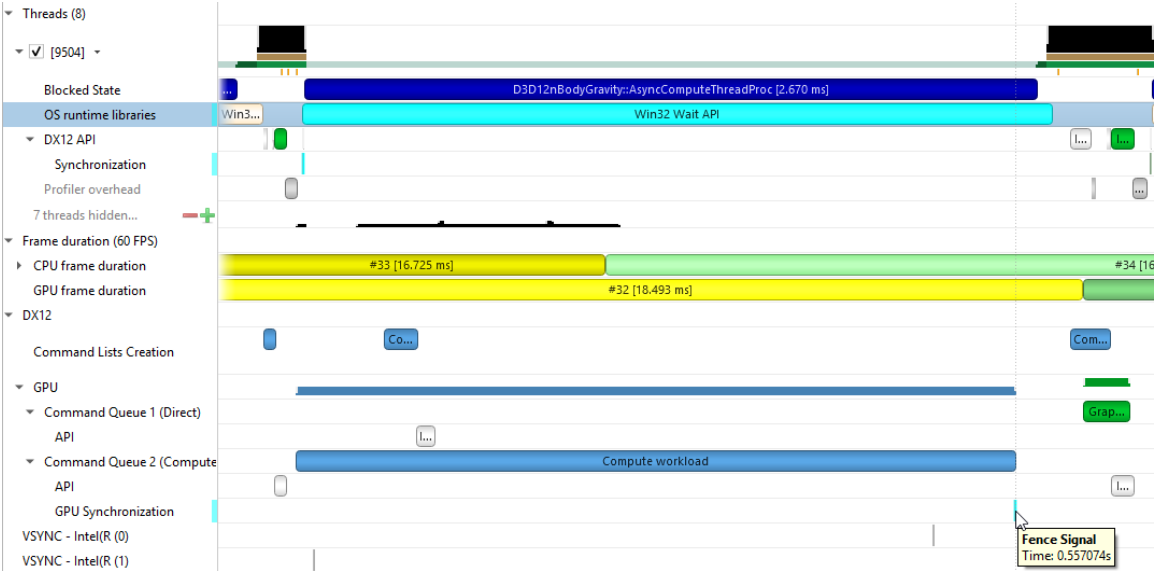 Threads (8)
[9504]
Blocked State
...
D3D12nBodyGravity::AsyncComputeThreadProc [2.670 ms]
OS runtime libraries
Win3...
Win32 Wait API
DX12 API
I...
I...
Synchronization
Profiler overhead
...
7 threads hidden...
Frame duration (60 FPS)
CPU frame duration
#33 [16.725 ms]
#34 [16
GPU frame duration
#32 [18.493 ms]
DX12
Command Lists Creation
Co...
Com...
GPU
Command Queue 1 (Direct)
Grap...
API
I...
Command Queue 2 (Compute
Compute workload
API
I...
GPU Synchronization
VSYNC - Intel(R (0)
Fence Signal
Time: 0.557074s
VSYNC - Intel(R (1)